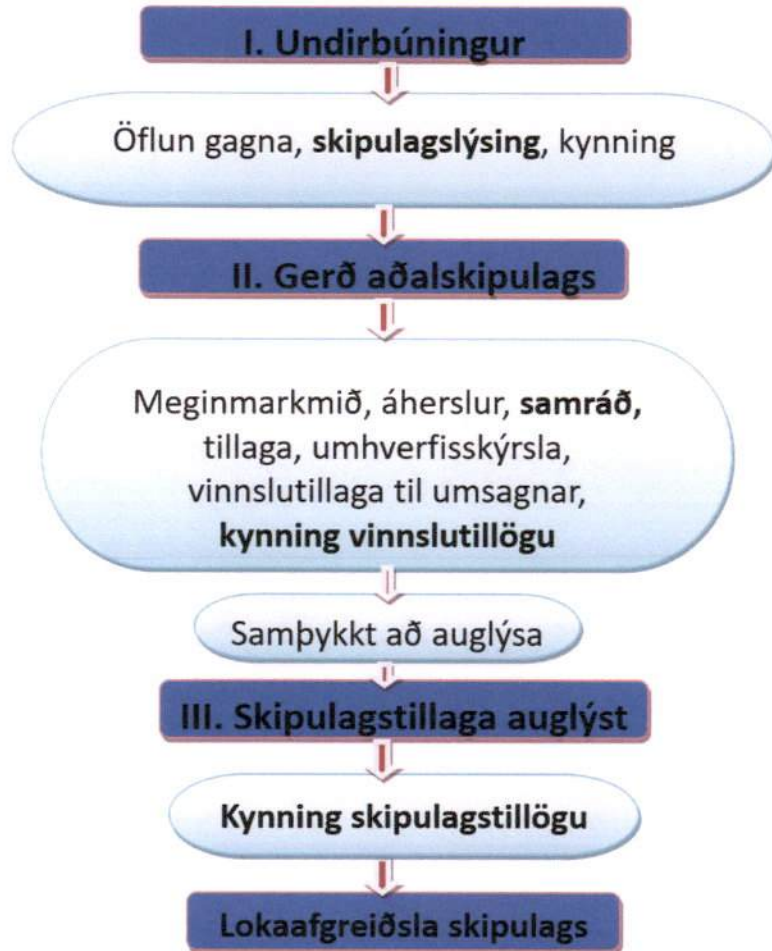 I. Undirbúningur
Öflun gagna, skipulagslýsing, kynning
II. Gerð aðalskipulags
Meginmarkmið, áherslur, samráð,
tillaga, umhverfisskýrsla,
vinnslutillaga til umsagnar,
kynning vinnslutillögu
Samþykkt að auglýsa
III. Skipulagstillaga auglýst
Kynning skipulagstillögu
Lokaafgreiðsla skipulags